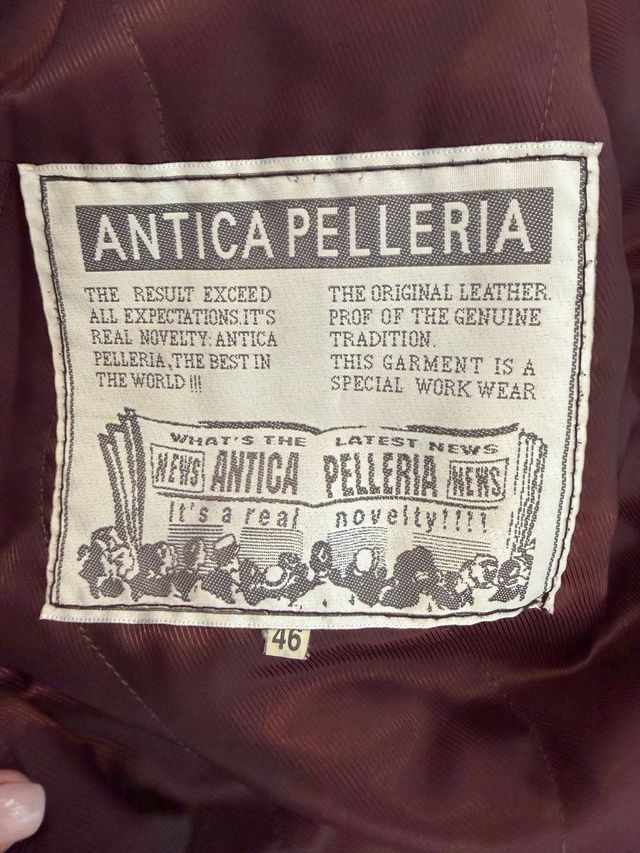 ANTICA PELLERIA
THE RESULT EXCEED
ALL EXPECTATIONS.IT'S
REAL NOVELTY: ANTICA
PELLERIA, THE BEST IN
THE WORLD !!!
THE ORIGINAL LEATHER.
PROF OF THE GENUINE
TRADITION.
THIS GARMENT IS A
SPECIAL WORK WEAR
WHAT'S THE LATEST NEWS
NEWS ANTICA PELLERIA NEWS
It's a real novelty!!!!
46